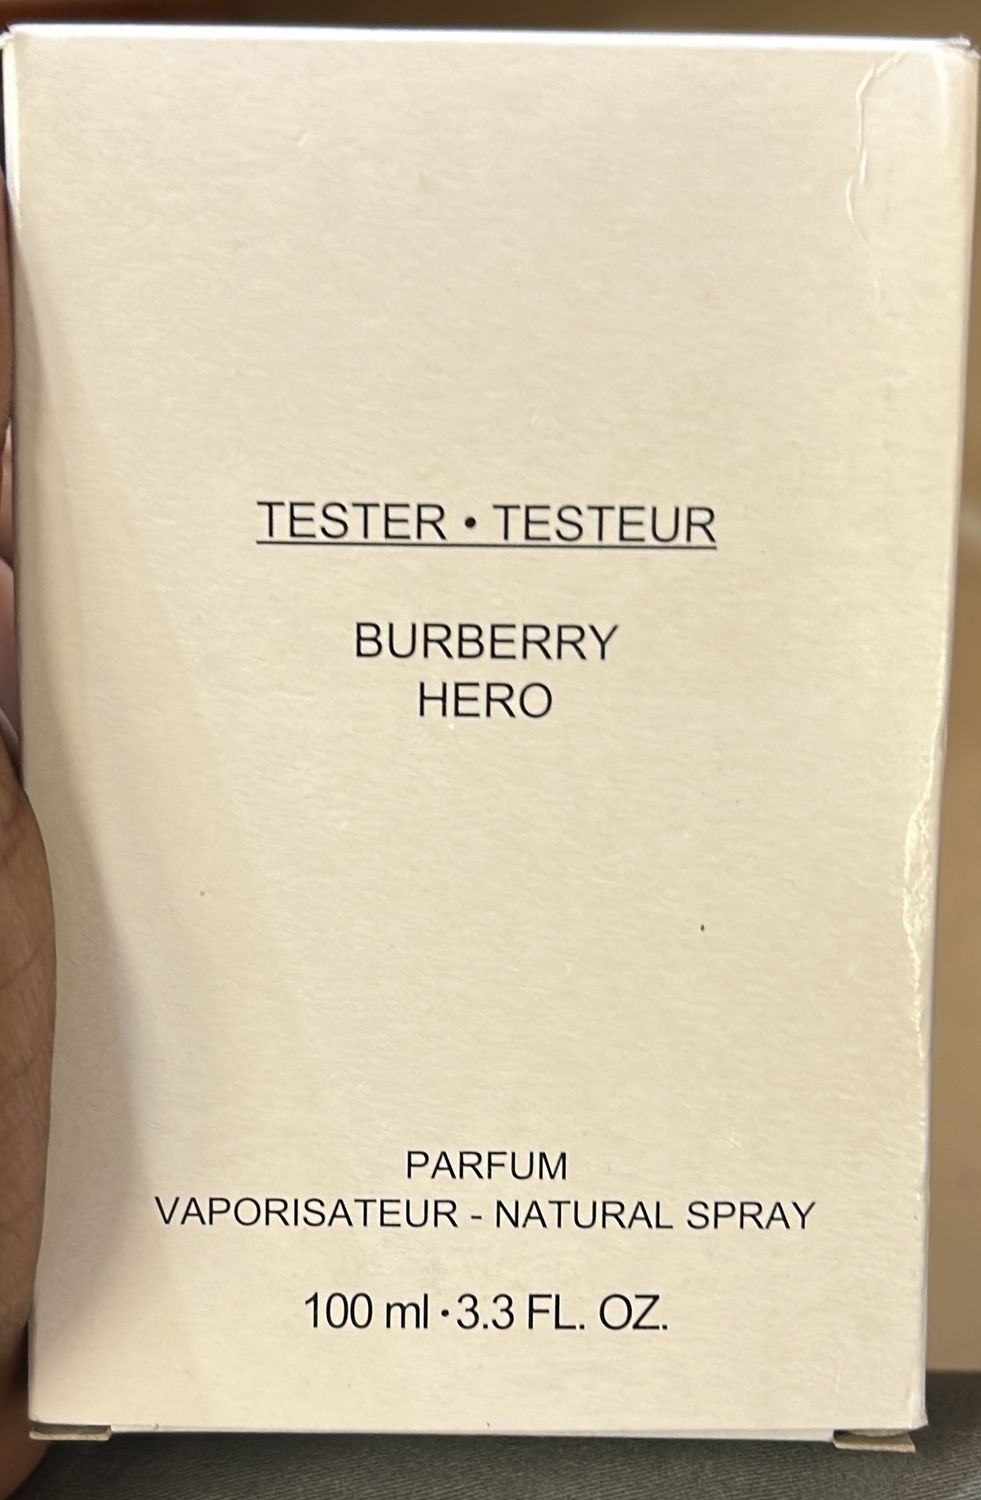 TESTER • TESTEUR
BURBERRY
HERO
PARFUM
VAPORISATEUR - NATURAL SPRAY
100 ml • 3.3 FL. OZ.